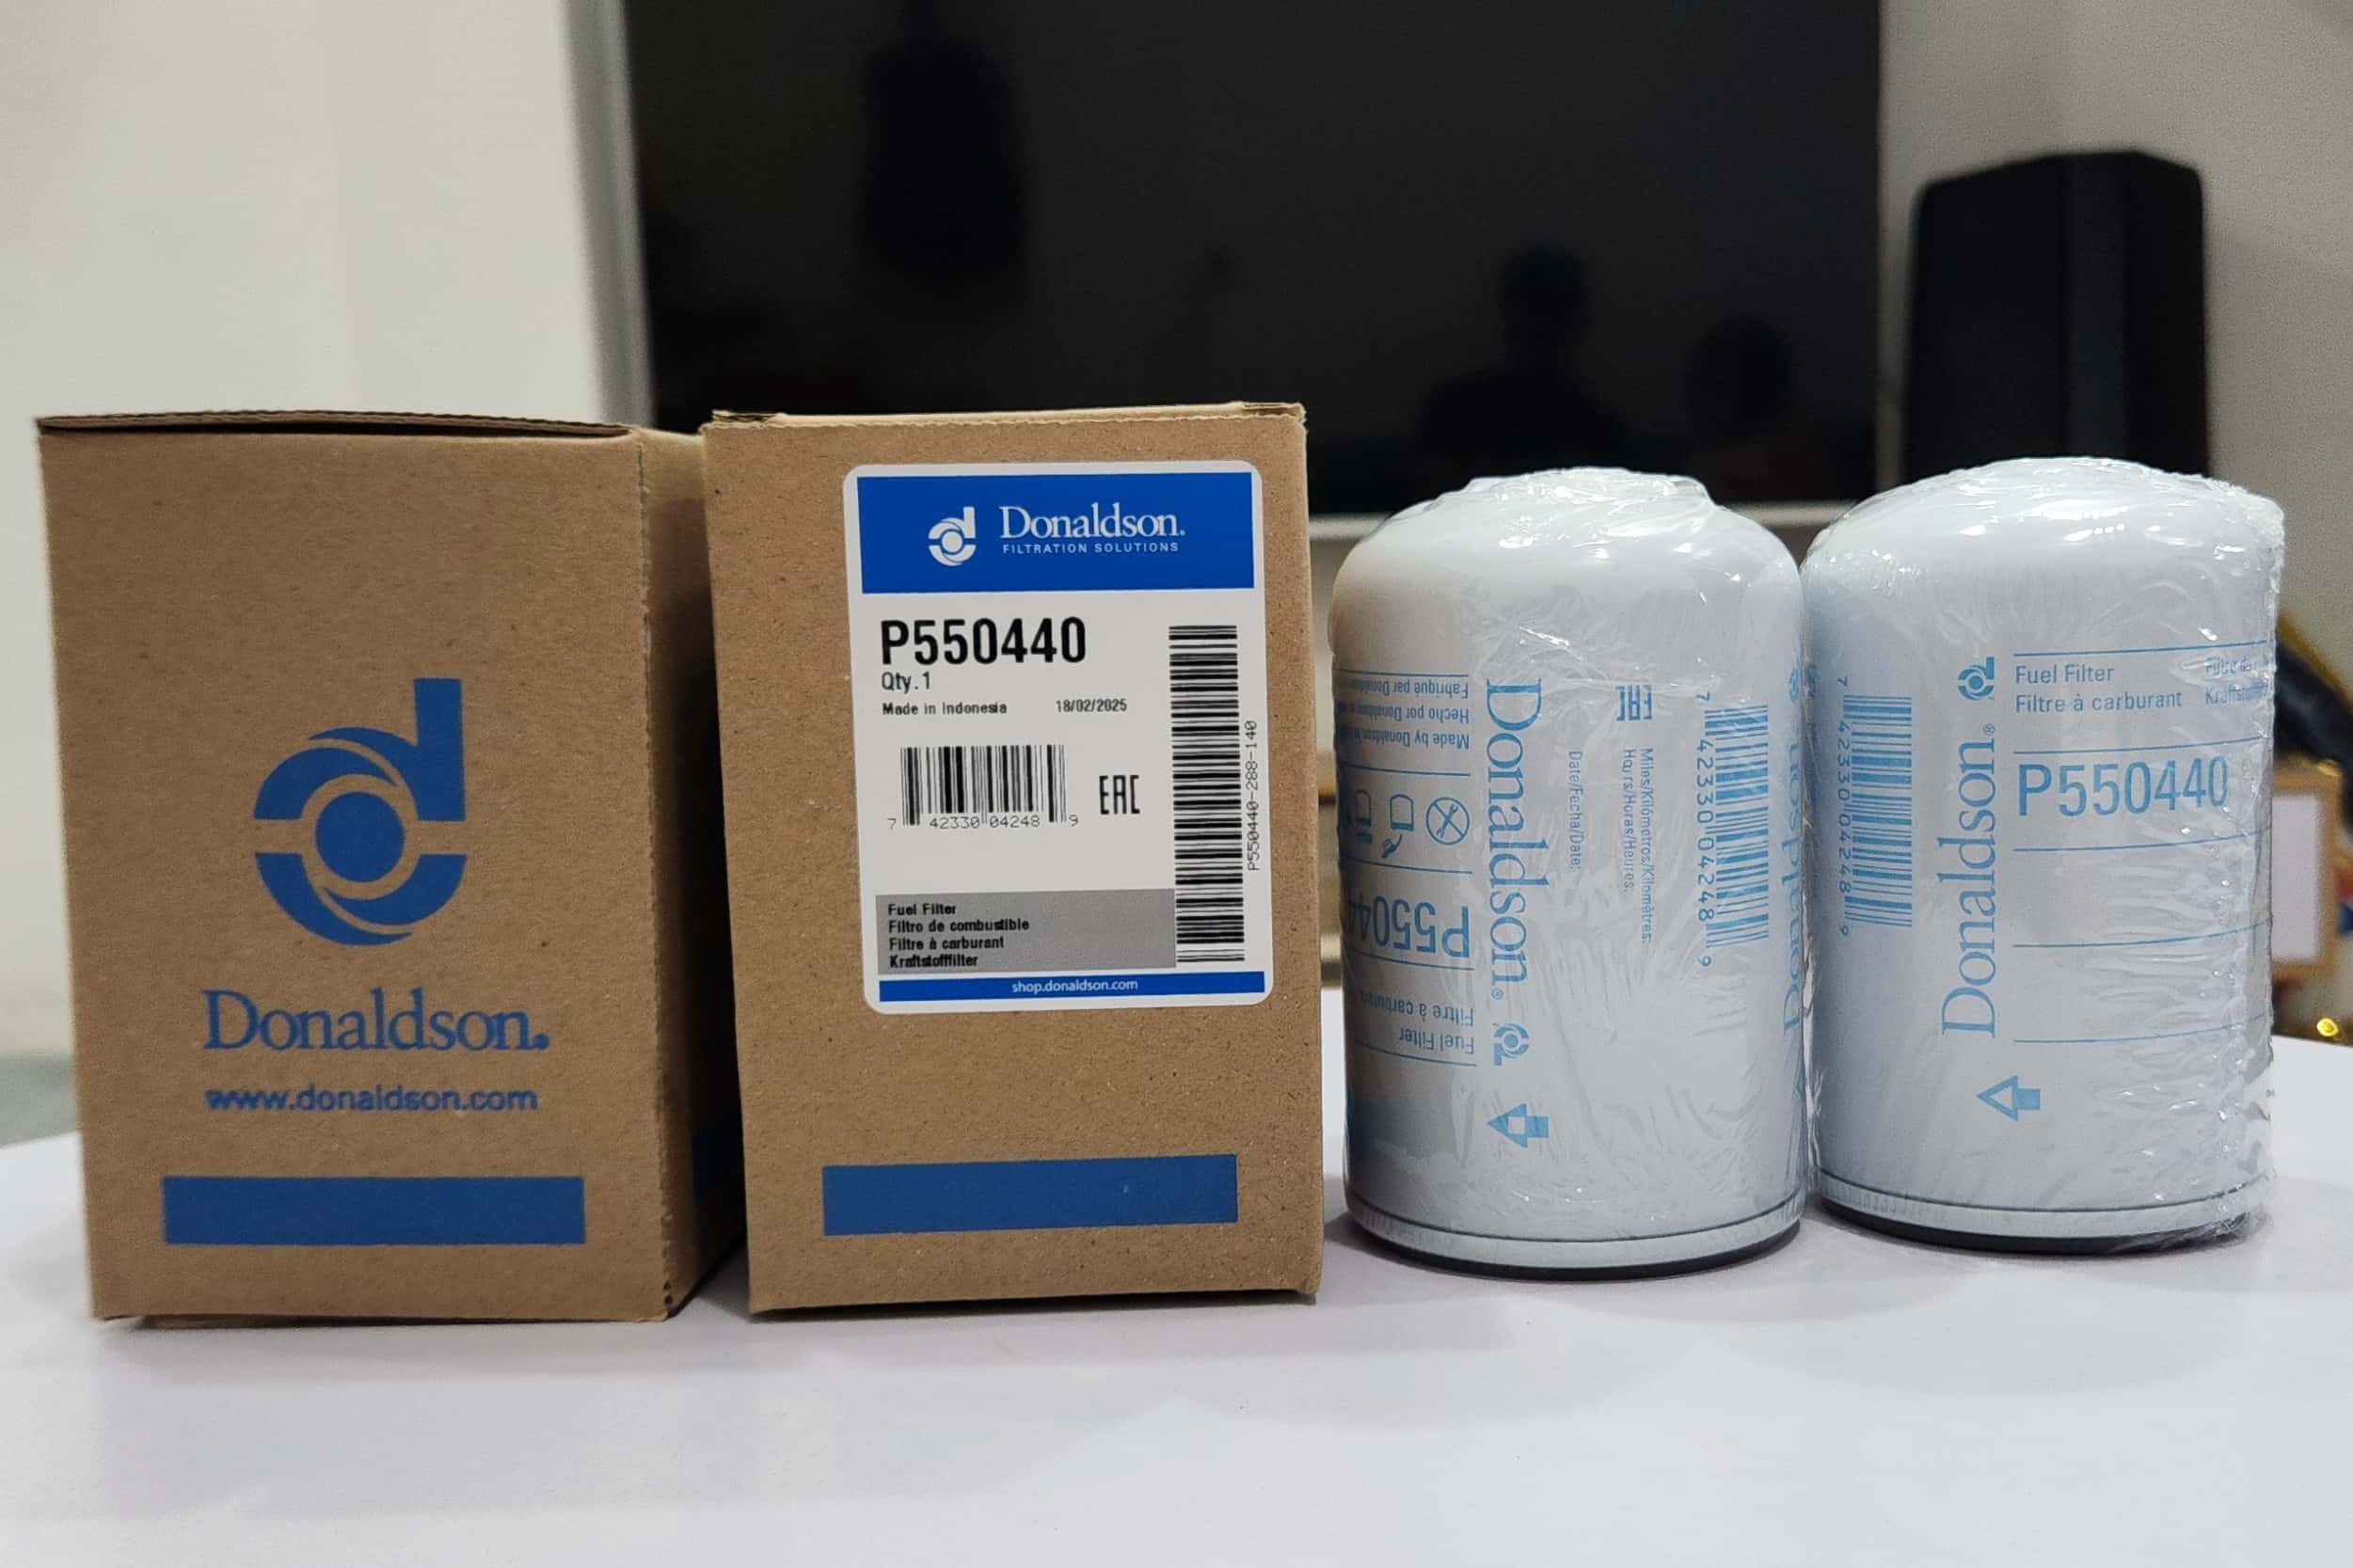 Donaldson.
www.donaldson.com
Donaldson.
FILTRATION SOLUTIONS
P550440
Qty.1
Made in Indonesia 18/02/2025
7 42330 04248 9
EAC
P550440-288-140
Fuel Filter
Filtro de combustible
Filtre à carburant
Kraftstofffilter
shop.donaldson.com
Fabriqué par Donaldson
Hecho por Donaldson
Made by Donaldson
P5504
Filtre à carburan
Fuel Filter
Donaldson®
Date/Fecha/Date:
EAC
Miles/Kilómetros/Kilomètres:
Hours/Horas/Heures:
7 42330 04248 9
7 42330 04248 9
Donaldson®
Fuel Filter
Filtre à carburant
P550440